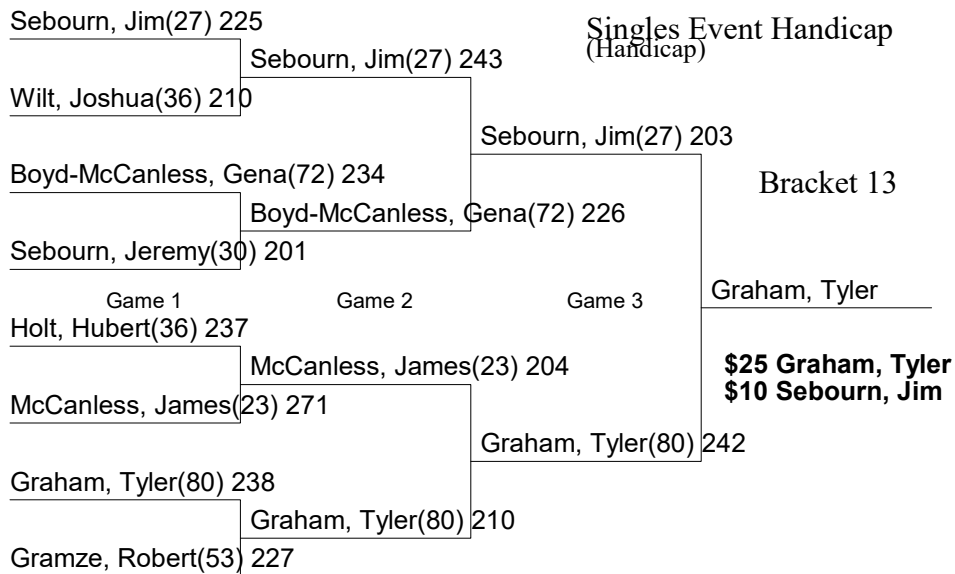 Sebourn, Jim(27) 225
Singles Event Handicap
(Handicap)
Sebourn, Jim(27) 243
Wilt, Joshua(36) 210
Sebourn, Jim(27) 203
Boyd-McCanless, Gena(72) 234
Bracket 13
Boyd-McCanless, Gena(72) 226
Sebourn, Jeremy(30) 201
Game 1
Game 2
Game 3
Graham, Tyler
Holt, Hubert(36) 237
McCanless, James(23) 204
$25 Graham, Tyler
$10 Sebourn, Jim
McCanless, James(23) 271
Graham, Tyler(80) 242
Graham, Tyler(80) 238
Graham, Tyler(80) 210
Gramze, Robert(53) 227